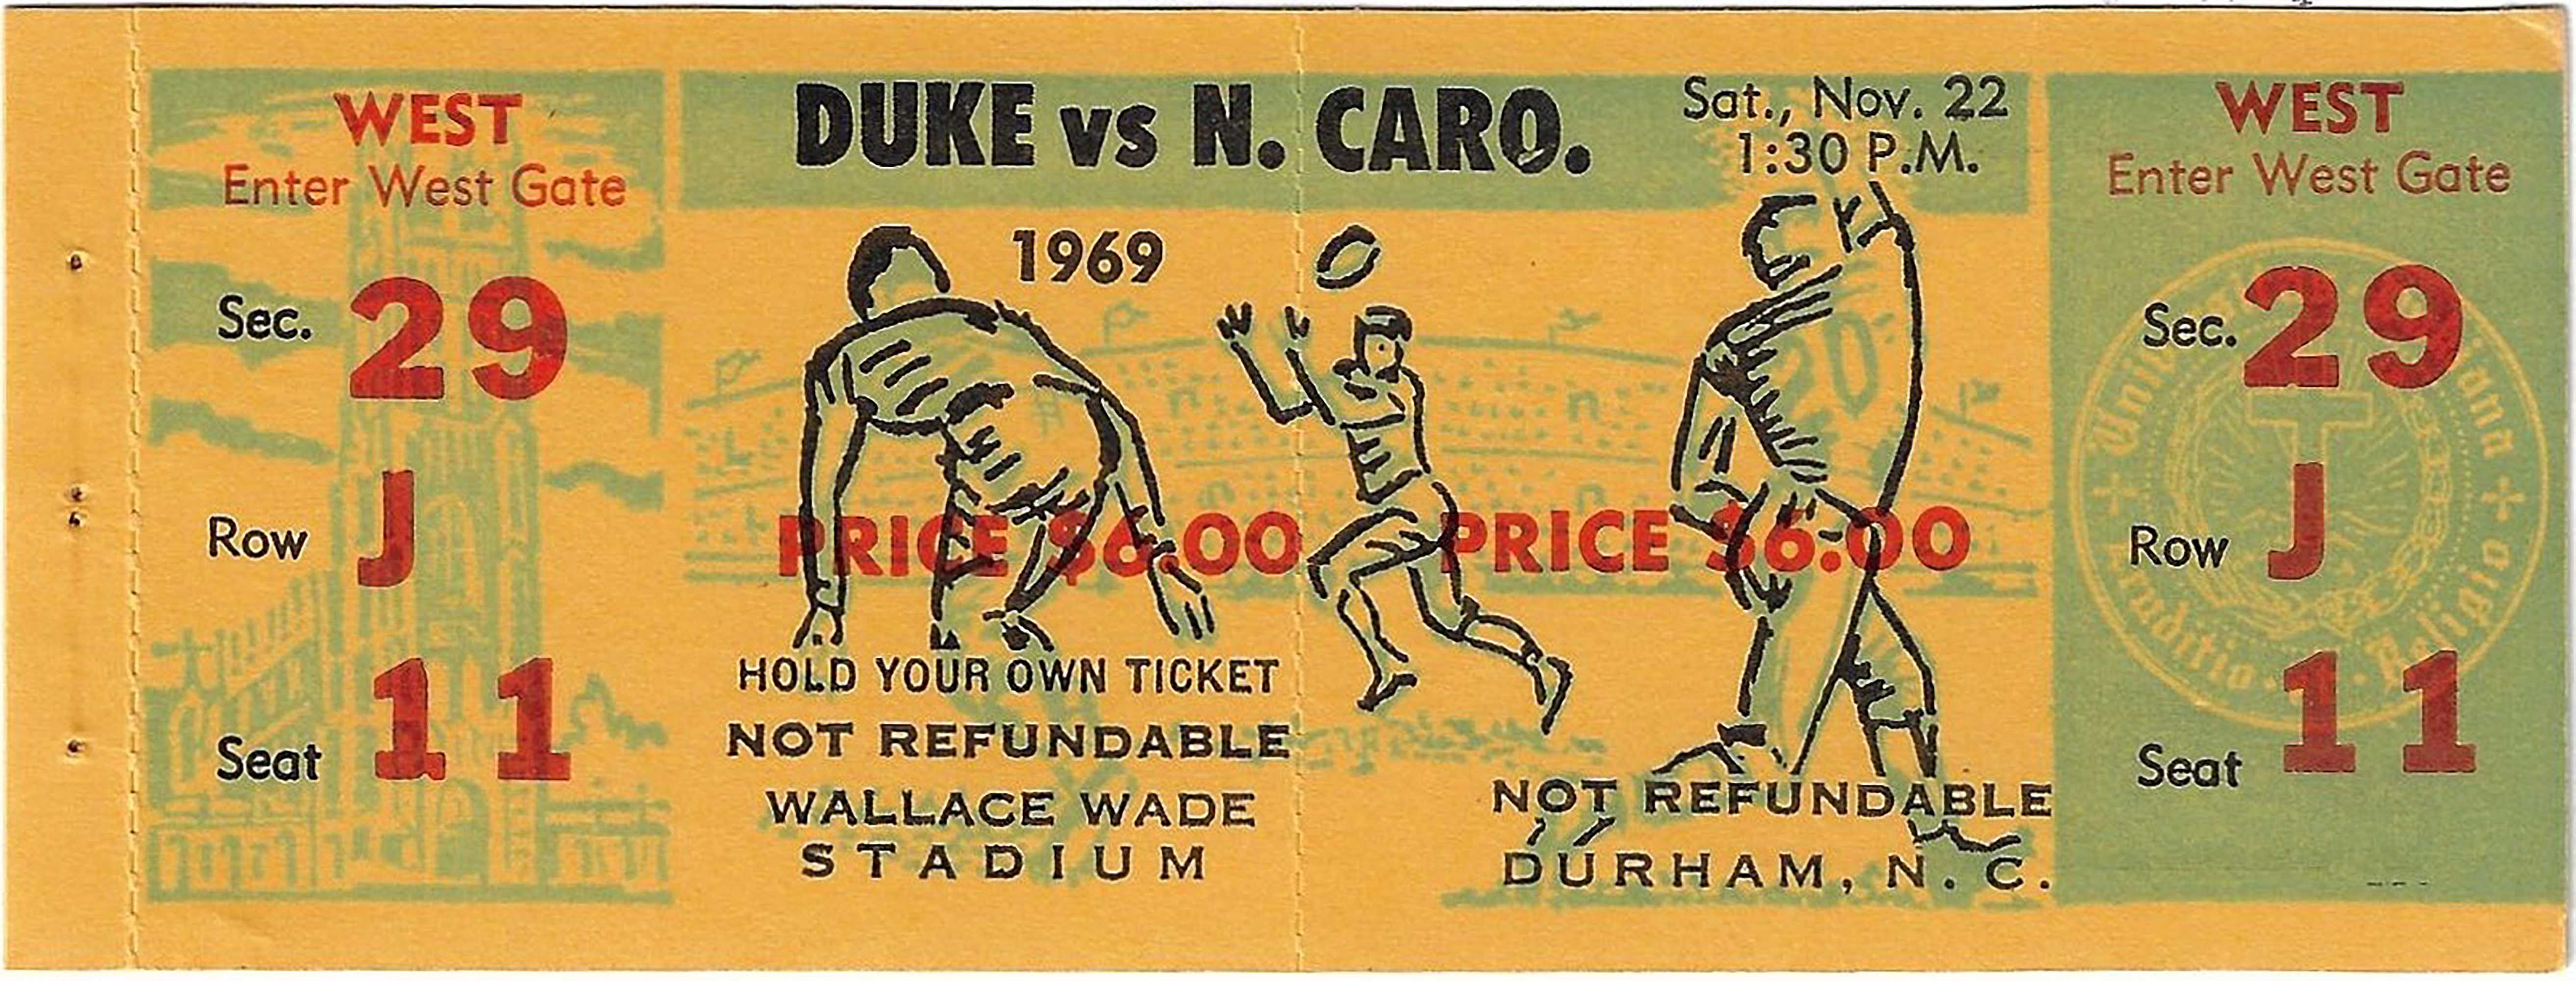 WEST
Enter West Gate
Sec. 29
Row J
Seat 11
DUKE vs N. CARO.
Sat., Nov. 22
1:30 P.M.
1969
PRICE $6.00
PRICE $6.00
HOLD YOUR OWN TICKET
NOT REFUNDABLE
WALLACE WADE
STADIUM
NOT REFUNDABLE
DURHAM, N. C.
WEST
Enter West Gate
Sec. 29
Row J
Seat 11
Eruditio Religio